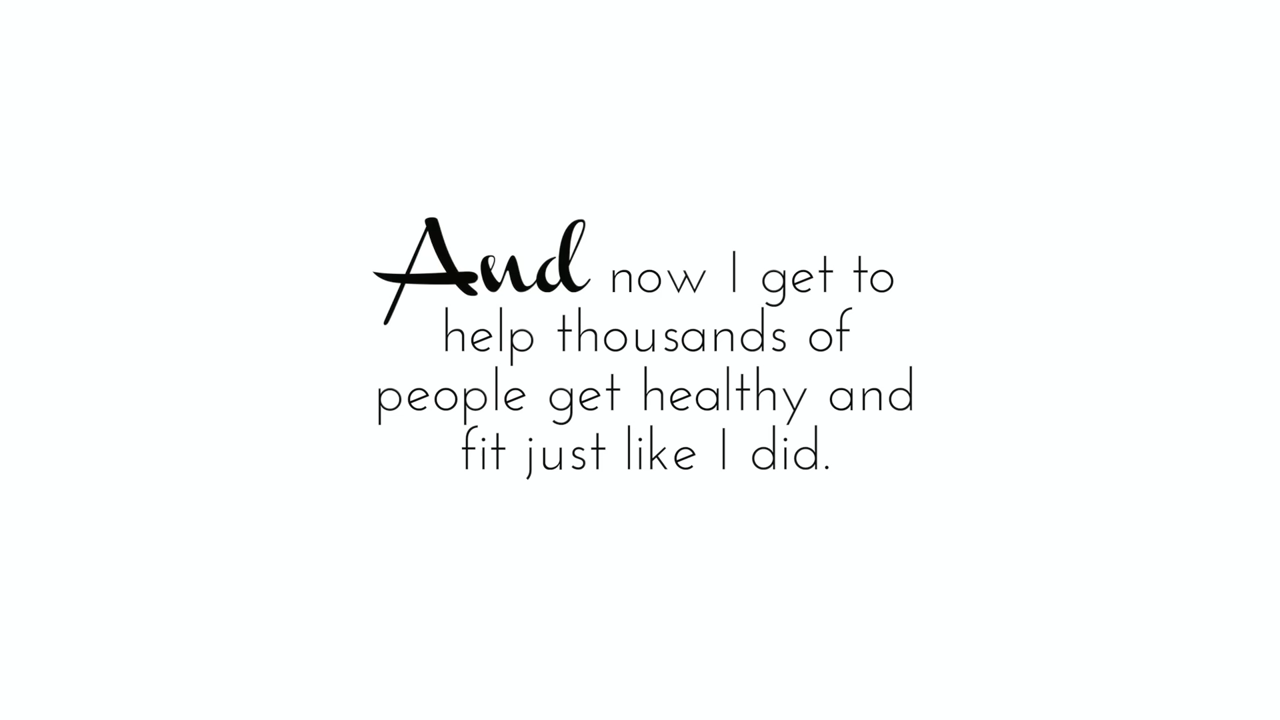 And now I get to
help thousands of
people get healthy and
fit just like I did.